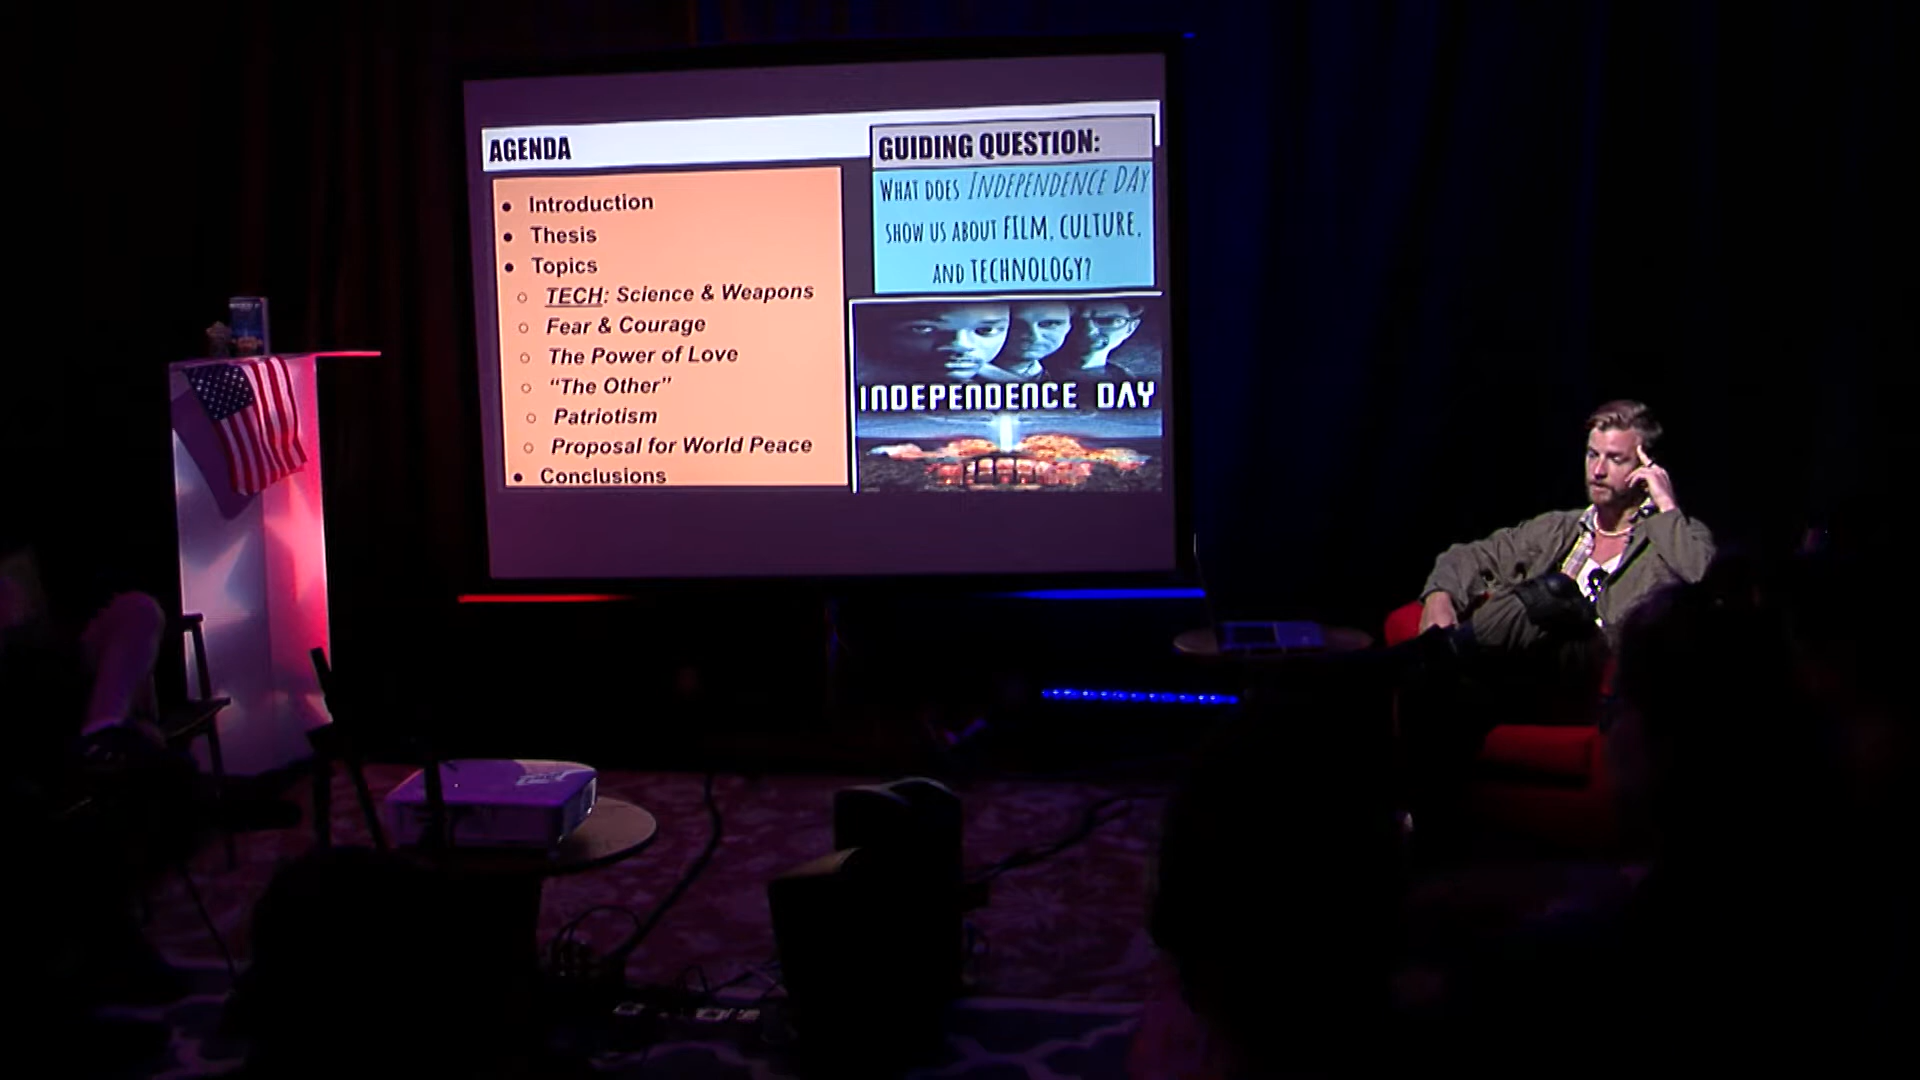 AGENDA
• Introduction
• Thesis
• Topics
○ TECH: Science & Weapons
○ Fear & Courage
○ The Power of Love
○ "The Other"
○ Patriotism
○ Proposal for World Peace
• Conclusions
GUIDING QUESTION:
WHAT DOES INDEPENDENCE DAY
SHOW US ABOUT FILM, CULTURE,
AND TECHNOLOGY?
INDEPENDENCE DAY